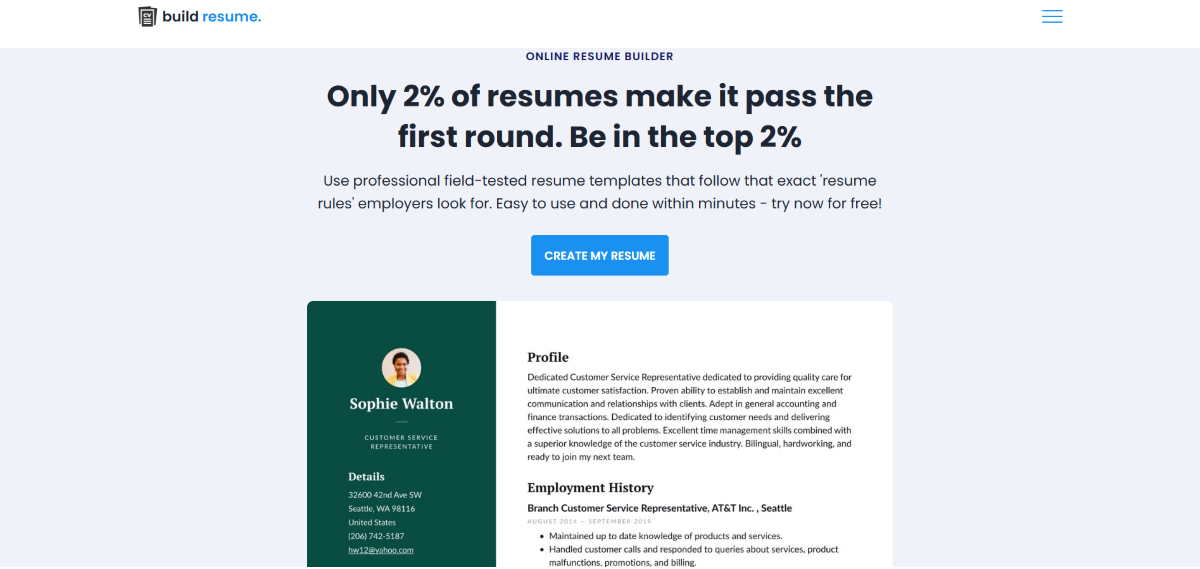 CV
build resume.
ONLINE RESUME BUILDER
Only 2% of resumes make it pass the
first round. Be in the top 2%
Use professional field-tested resume templates that follow that exact 'resume
rules' employers look for. Easy to use and done within minutes - try now for free!
CREATE MY RESUME
Sophie Walton
CUSTOMER SERVICE
REPRESENTATIVE
Details
32600 42nd Ave SW
Seattle, WA 98116
United States
(206) 742-5187
hw12@yahoo.com
Profile
Dedicated Customer Service Representative dedicated to providing quality care for
ultimate customer satisfaction. Proven ability to establish and maintain excellent
communication and relationships with clients. Adept in general accounting and
finance transactions. Dedicated to identifying customer needs and delivering
effective solutions to all problems. Excellent time management skills combined with
a superior knowledge of the customer service industry. Bilingual, hardworking, and
ready to join my next team.
Employment History
Branch Customer Service Representative, AT&T Inc. , Seattle
AUGUST 2014 — SEPTEMBER 2019
• Maintained up to date knowledge of products and services.
• Handled customer calls and responded to queries about services, product
malfunctions, promotions, and billing.